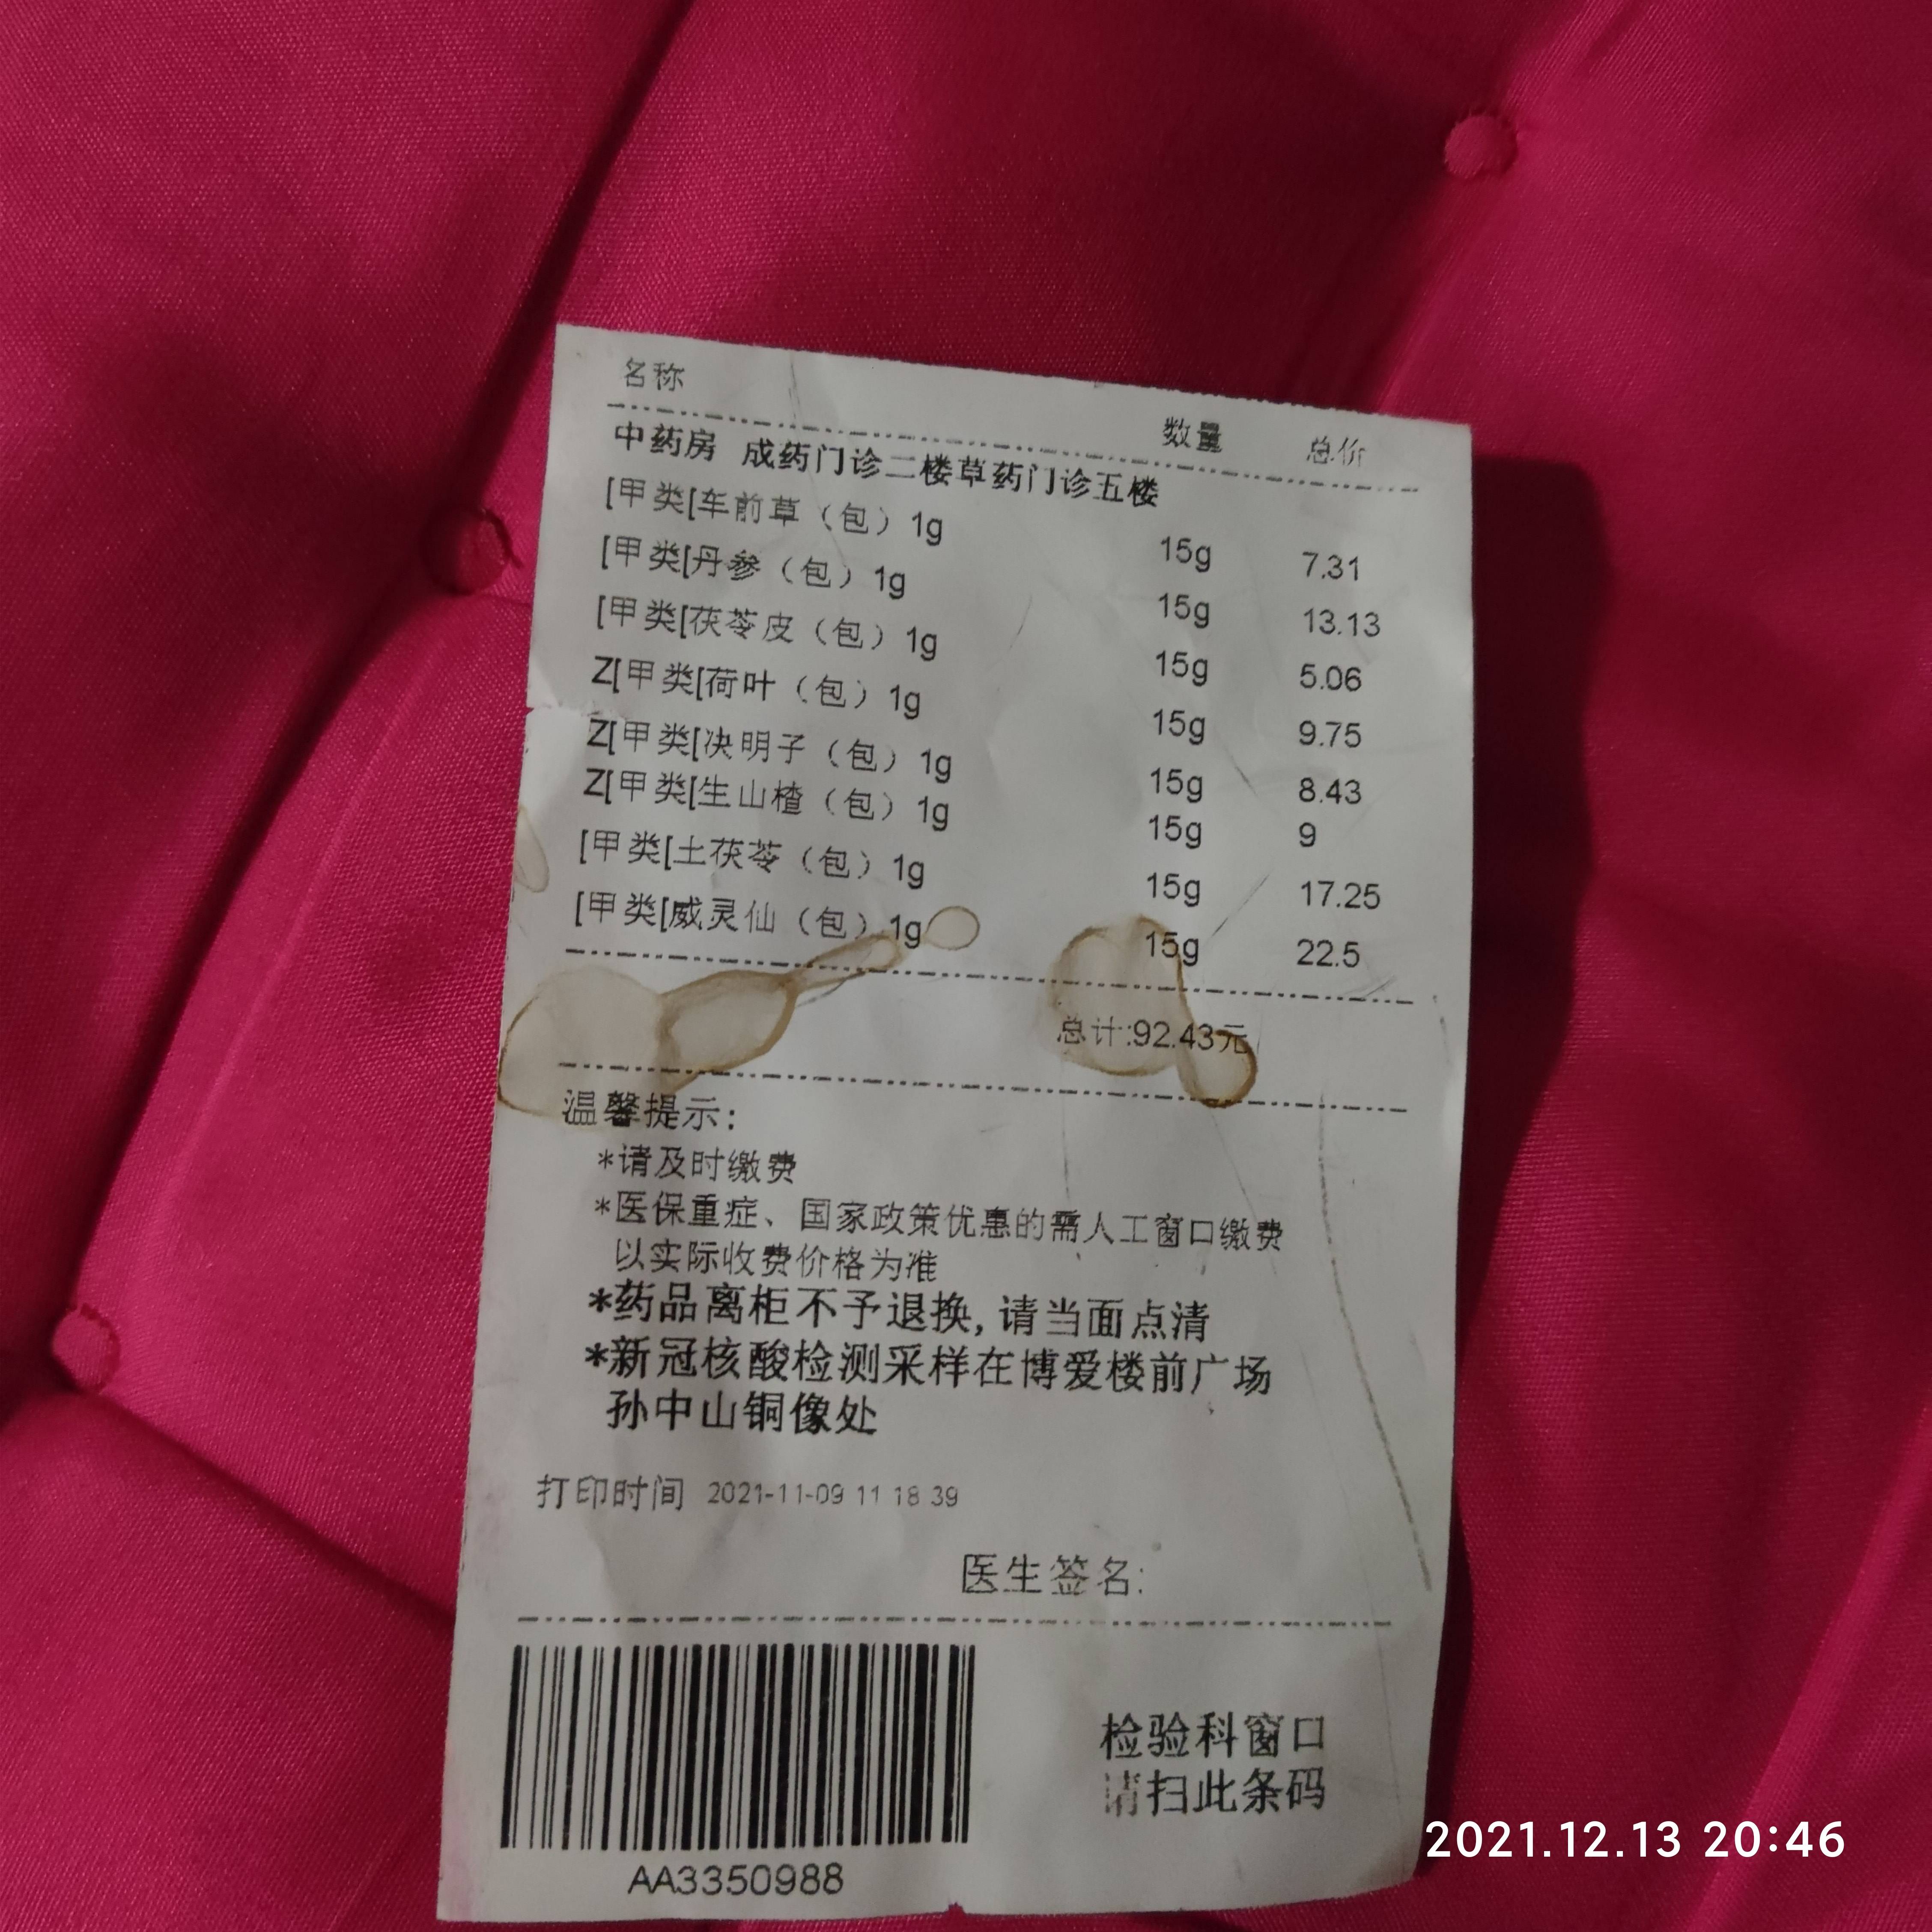 名称 数量 总价
中药房 成药门诊二楼草药门诊五楼
[甲类[车前草（包）1g 15g 7.31
[甲类[丹参（包）1g 15g 13.13
[甲类[茯苓皮（包）1g 15g 5.06
Z[甲类[荷叶（包）1g 15g 9.75
Z[甲类[决明子（包）1g 15g 8.43
Z[甲类[生山楂（包）1g 15g 9
[甲类[土茯苓（包）1g 15g 17.25
[甲类[威灵仙（包）1g 15g 22.5
总计:92.43元
温馨提示:
*请及时缴费
*医保重症、国家政策优惠的需人工窗口缴费
以实际收费价格为准
*药品离柜不予退换,请当面点清
*新冠核酸检测采样在博爱楼前广场
孙中山铜像处
打印时间 2021-11-09 11 18 39
医生签名:
检验科窗口
请扫此条码
AA3350988
2021.12.13 20:46